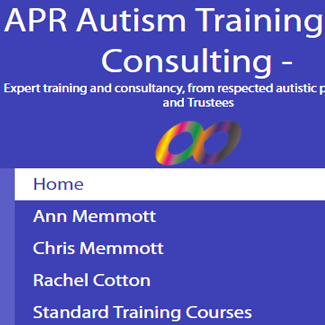 APR Autism Training
Consulting -
Expert training and consultancy, from respected autistic
and Trustees
Home
Ann Memmott
Chris Memmott
Rachel Cotton
Standard Training Courses